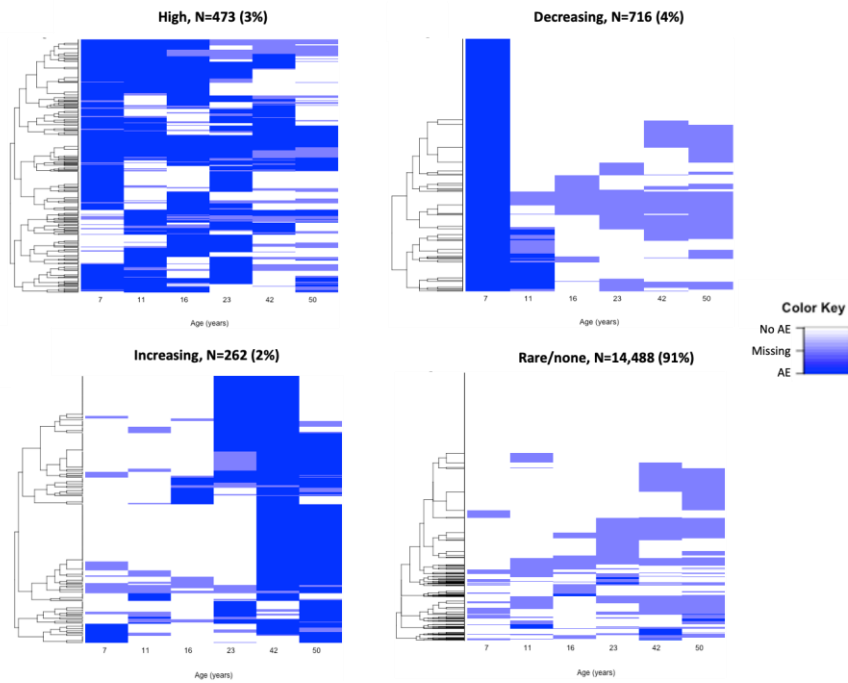 High, N=473 (3%)
7 11 16 23 42 50
Age (years)
Decreasing, N=716 (4%)
7 11 16 23 42 50
Age (years)
Color Key
No AE
Missing
AE
Increasing, N=262 (2%)
7 11 16 23 42 50
Age (years)
Rare/none, N=14,488 (91%)
7 11 16 23 42 50
Age (years)